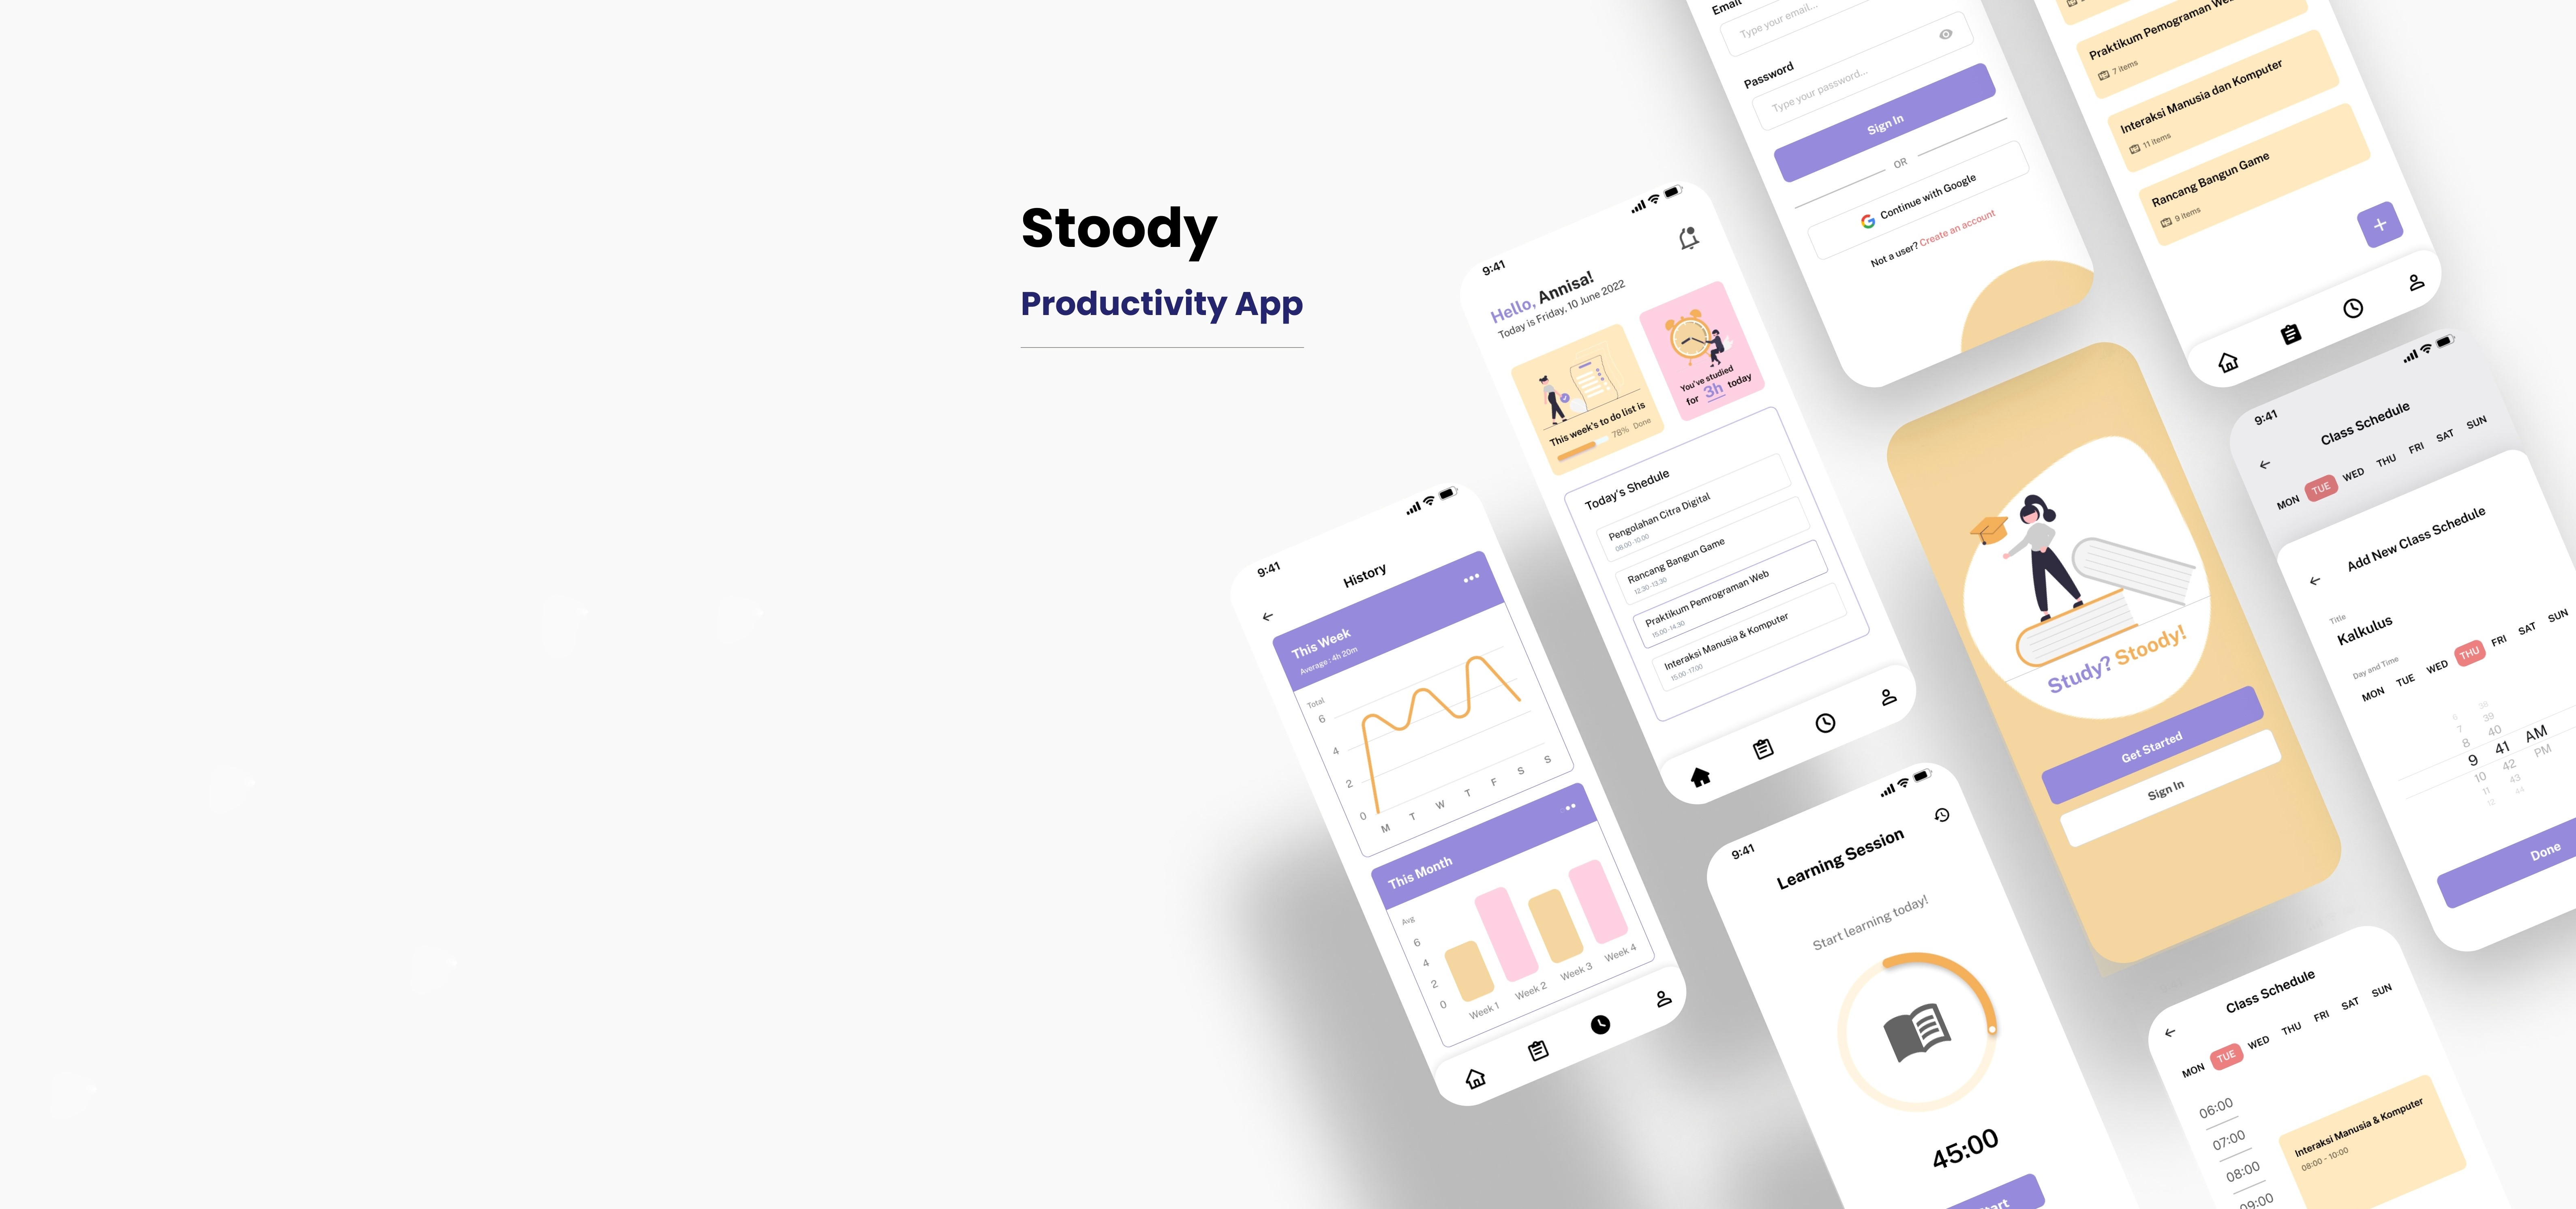 Stoody
Productivity App
9:41
History
This Week
Average : 4h 20m
Total
6
4
2
0
M T W T F S S
This Month
Avg
6
4
2
0
Week 1 Week 2 Week 3 Week 4
9:41
Hello, Annisa!
Today is Friday, 10 June 2022
This week's to do list is
78% Done
You've studied
for 3h today
Today's Shedule
Pengolahan Citra Digital
08.00-10.00
Rancang Bangun Game
12.30-13.30
Praktikum Pemrograman Web
15.00-14.30
Interaksi Manusia & Komputer
15.00-17.00
Email
Type your email...
Password
Type your password...
Sign In
OR
Continue with Google
Not a user? Create an account
Praktikum Pemograman
7 items
Interaksi Manusia dan Komputer
11 items
Rancang Bangun Game
9 items
+
9:41
Learning Session
Start learning today!
45:00
Study? Stoody!
Get Started
Sign In
9:41
Class Schedule
MON TUE WED THU FRI SAT SUN
Add New Class Schedule
Title
Kalkulus
Day and Time
MON TUE WED THU FRI SAT SUN
6 38
7 39
8 40
9 41 AM
10 42 PM
11 43
12 44
Done
Class Schedule
MON TUE WED THU FRI SAT SUN
06:00
07:00
08:00
09:00
Interaksi Manusia & Komputer
08:00 - 10:00